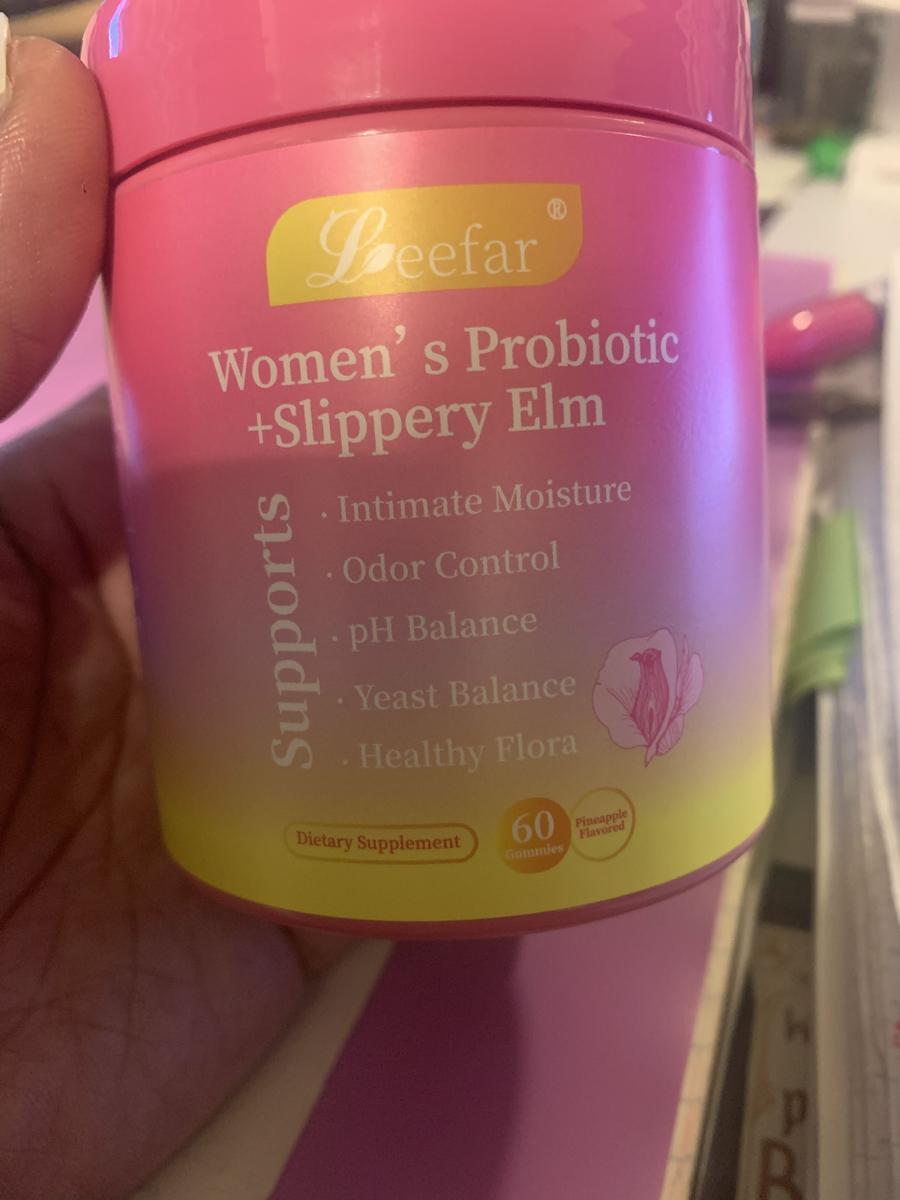 Leefar®
Women's Probiotic
+Slippery Elm
Supports
· Intimate Moisture
· Odor Control
· pH Balance
· Yeast Balance
· Healthy Flora
Dietary Supplement
60
Gummies
Pineapple
Flavored